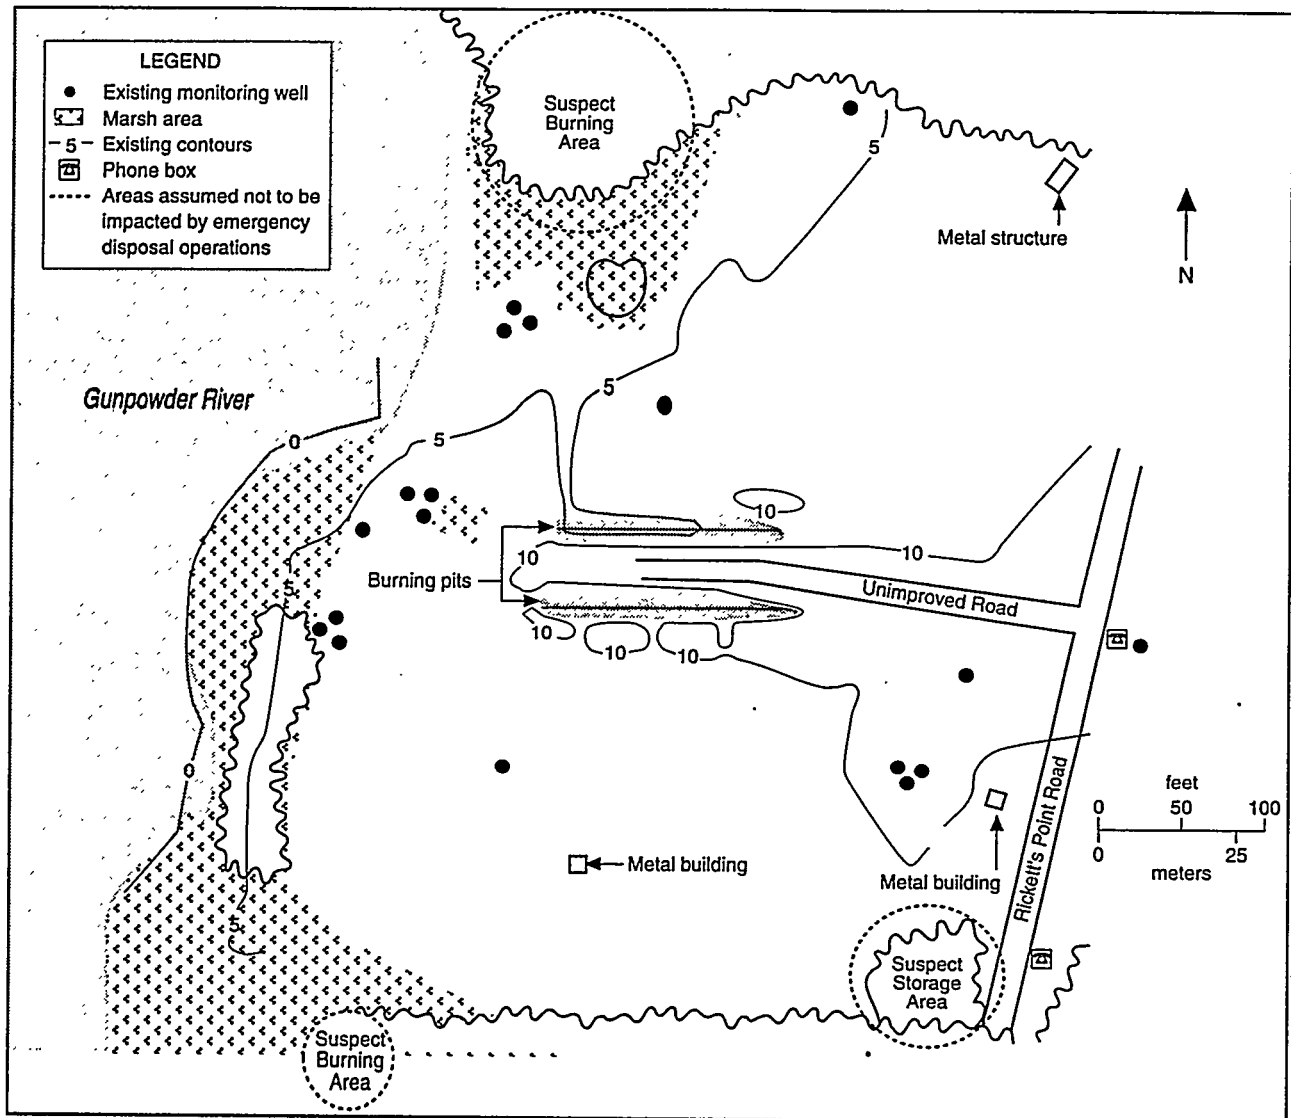 LEGEND
Existing monitoring well
Marsh area
5 Existing contours
Phone box
Areas assumed not to be
impacted by emergency
disposal operations
Suspect
Burning
Area
5
Metal structure
N
Gunpowder River
5
0
5
10
10
10
Burning pits
Unimproved Road
5
10
10
10
0
feet
0 50 100
0 25
meters
Metal building
Metal building
Rickett's Point Road
5
Suspect
Storage
Area
Suspect
Burning
Area